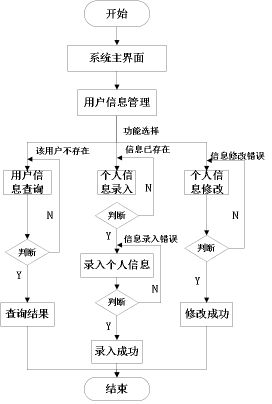 开始
系统主界面
用户信息管理
功能选择
该用户不存在
信息已存在
信息修改错误
用户信
息查询
个人信
息录入
个人信
息修改
N
N
N
判断
判断
判断
Y
Y
Y
信息录入错误
录入个人信息
N
判断
Y
查询结果
修改成功
录入成功
结束